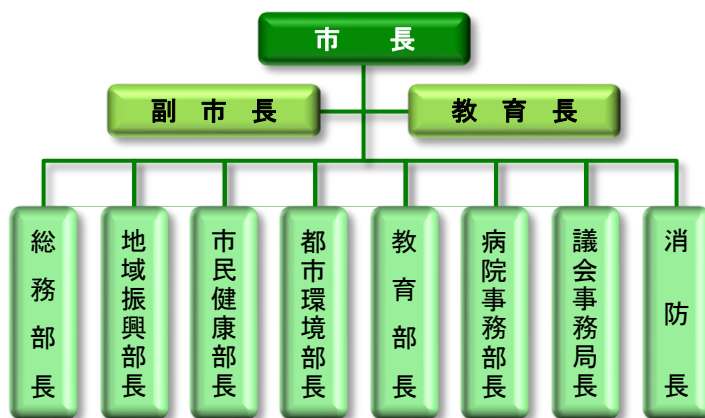 市　長
副 市 長
教 育 長
総務部長
地域振興部長
市民健康部長
都市環境部長
教育部長
病院事務部長
議会事務局長
消防長